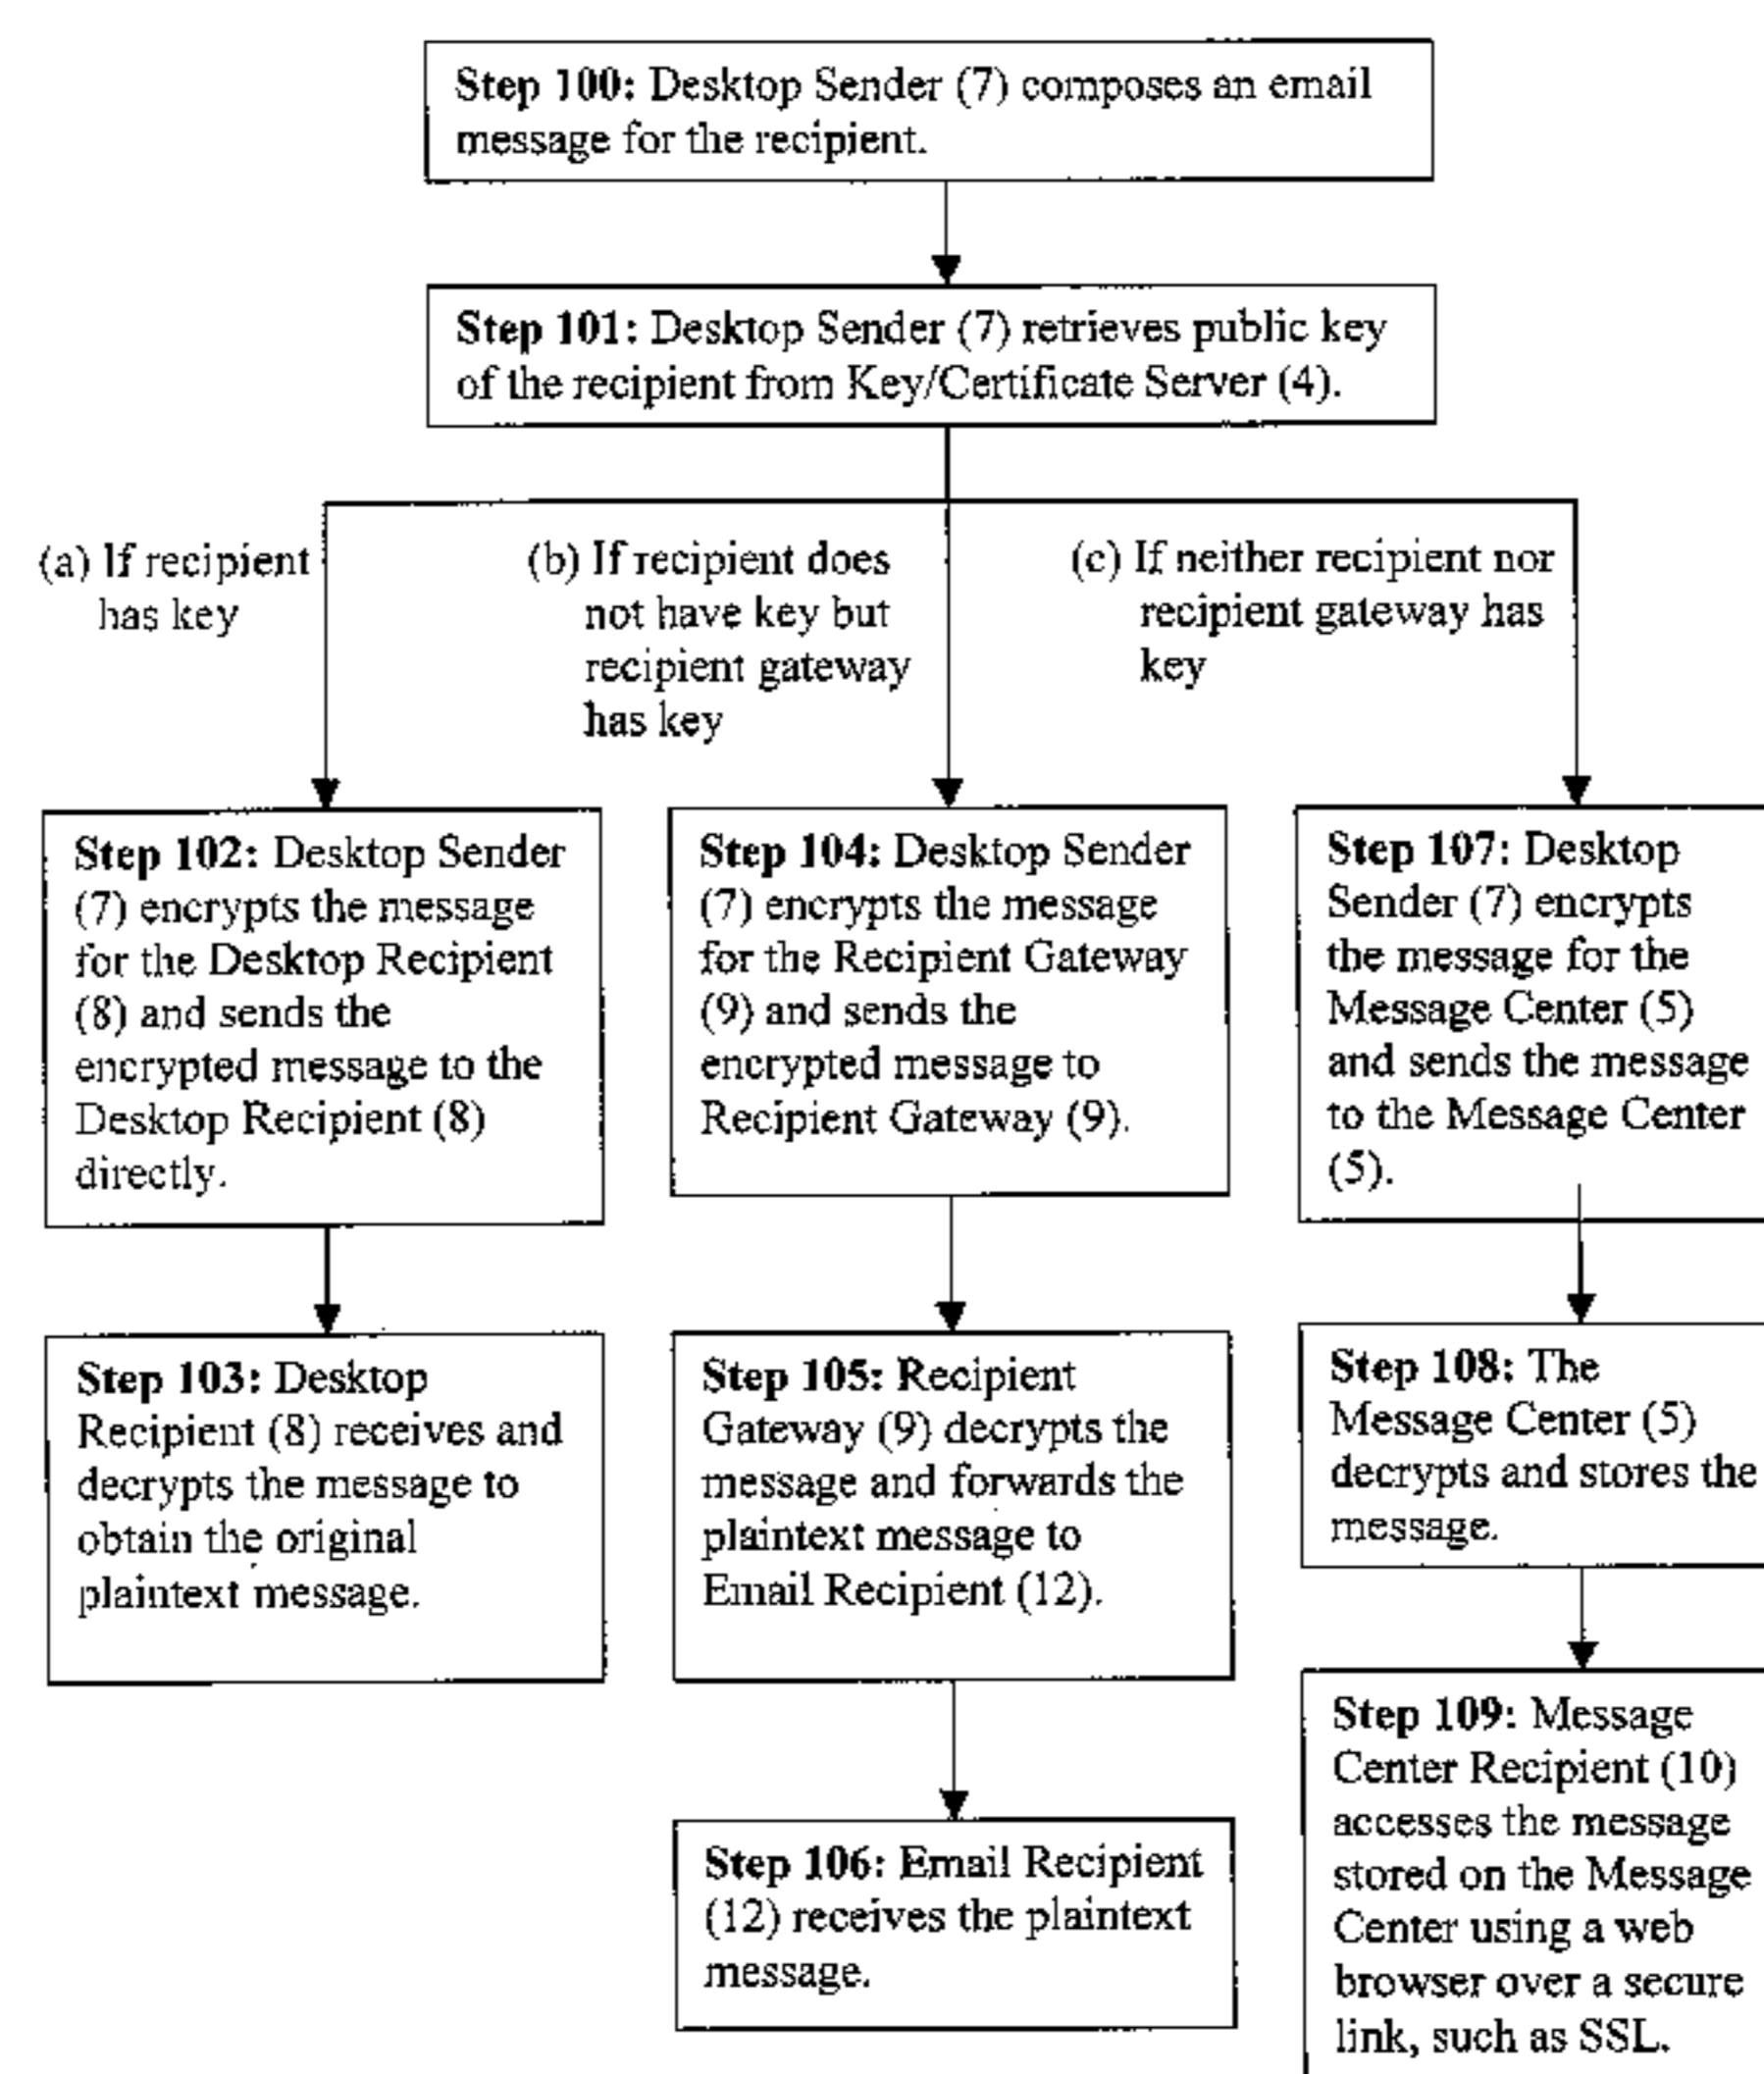 Step 100: Desktop Sender (7) composes an email
message for the recipient.
Step 101: Desktop Sender (7) retrieves public key
of the recipient from Key/Certificate Server (4).
(a) If recipient
has key
(b) If recipient does
not have key but
recipient gateway
has key
(c) If neither recipient nor
recipient gateway has
key
Step 102: Desktop Sender
(7) encrypts the message
for the Desktop Recipient
(8) and sends the
encrypted message to the
Desktop Recipient (8)
directly.
Step 104: Desktop Sender
(7) encrypts the message
for the Recipient Gateway
(9) and sends the
encrypted message to
Recipient Gateway (9).
Step 107: Desktop
Sender (7) encrypts
the message for the
Message Center (5)
and sends the message
to the Message Center
(5).
Step 103: Desktop
Recipient (8) receives and
decrypts the message to
obtain the original
plaintext message.
Step 105: Recipient
Gateway (9) decrypts the
message and forwards the
plaintext message to
Email Recipient (12).
Step 108: The
Message Center (5)
decrypts and stores the
message.
Step 106: Email Recipient
(12) receives the plaintext
message.
Step 109: Message
Center Recipient (10)
accesses the message
stored on the Message
Center using a web
browser over a secure
link, such as SSL.